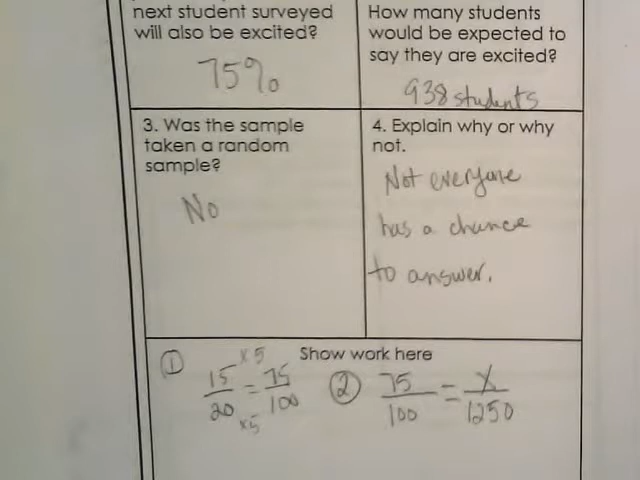 next student surveyed
will also be excited?
75%
How many students
would be expected to
say they are excited?
938 students
3. Was the sample
taken a random
sample?
No
4. Explain why or why
not.
Not everyone
has a chance
to answer.
Show work here
① 15/20 = 75/100
×5
×5
② 75/100 = x/1250